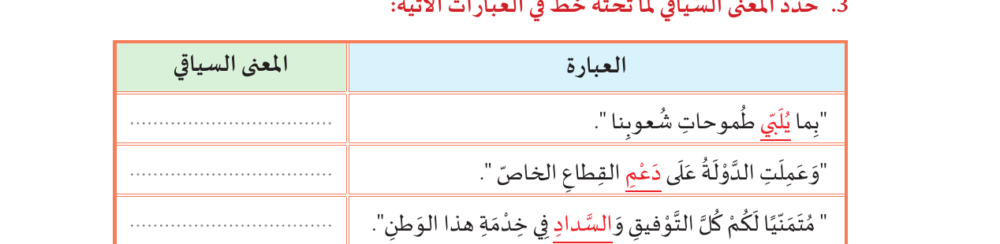 3. حدد المعنى السياقي لما تحته خط في العبارات الآتية:
العبارة المعنى السياقي
"بِما يُلَبّي طُموحاتِ شُعوبِنا ". ...................................
"وَعَمِلَتِ الدَّوْلَةُ عَلَى دَعْمِ القِطاعِ الخاصّ ". ...................................
" مُتَمَنّيًا لَكُمْ كُلَّ التَّوْفيقِ وَالسَّدادِ فِي خِدْمَةِ هذا الوَطنِ". ...................................